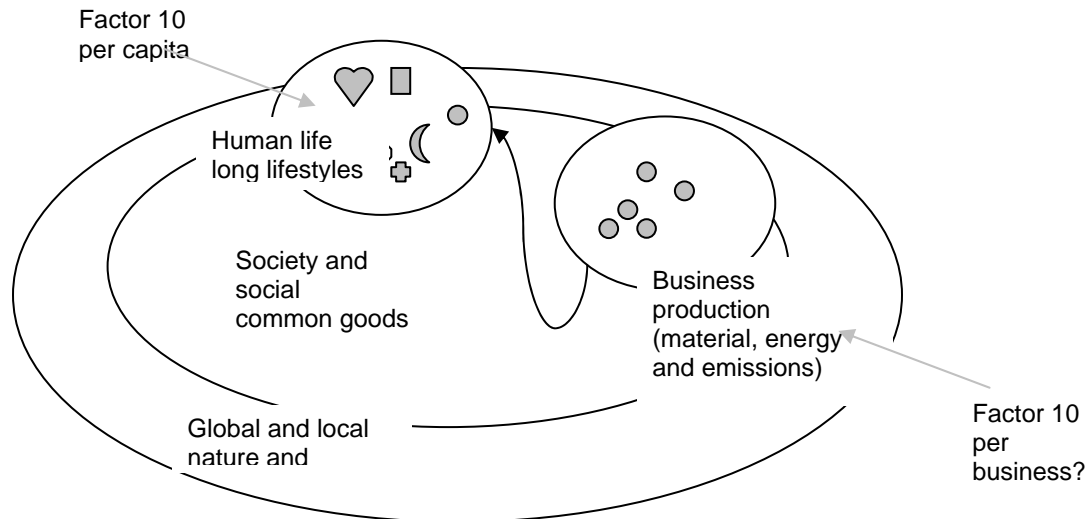 Factor 10
per capita
Human life
long lifestyles
Society and
social
common goods
Business
production
(material, energy
and emissions)
Global and local
nature and
Factor 10
per
business?